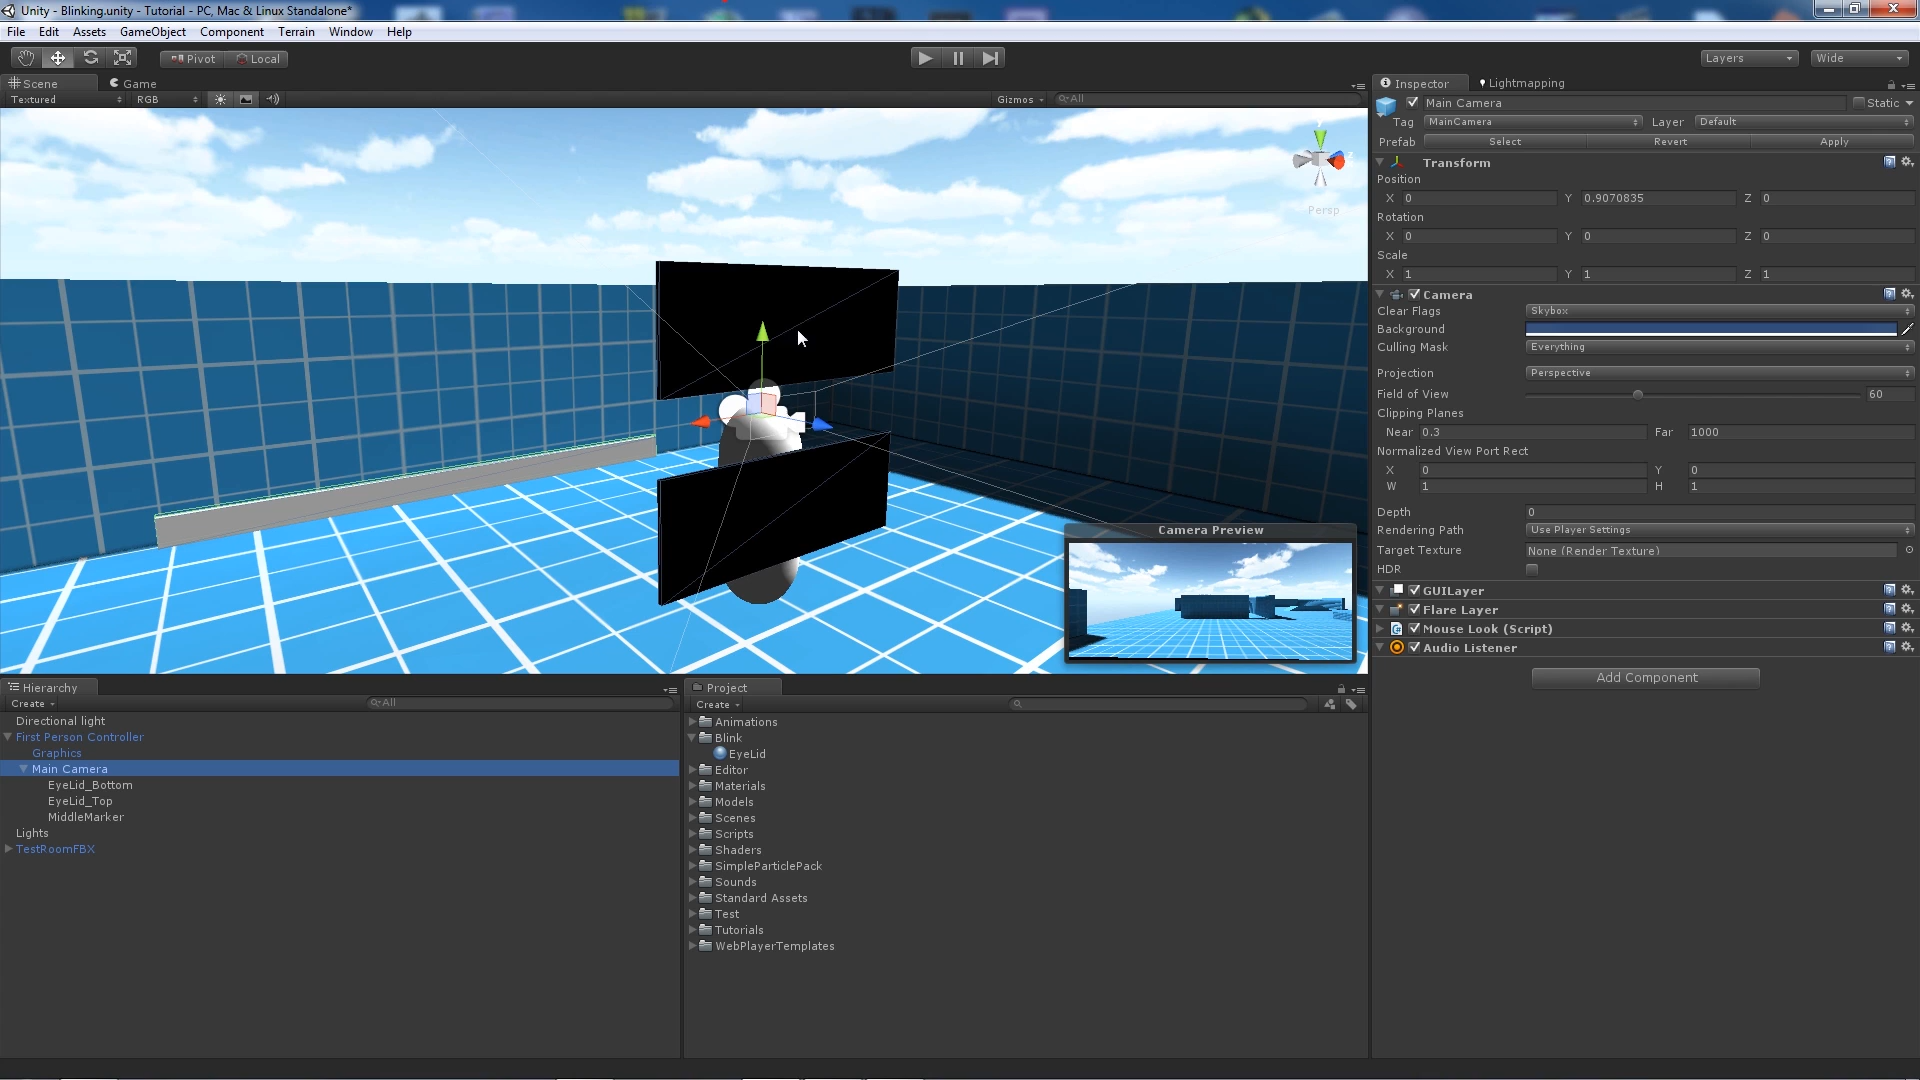 Unity - Blinking.unity - Tutorial - PC, Mac & Linux Standalone*
File Edit Assets GameObject Component Terrain Window Help
Pivot Local Layers Wide
Scene Game
Textured RGB Gizmos All
y
Persp
Inspector Lightmapping
Main Camera Static
Tag MainCamera Layer Default
Prefab Select Revert Apply
Transform
Position
X 0 Y 0.9070835 Z 0
Rotation
X 0 Y 0 Z 0
Scale
X 1 Y 1 Z 1
Camera
Clear Flags Skybox
Background
Culling Mask Everything
Projection Perspective
Field of View 60
Clipping Planes
Near 0.3 Far 1000
Normalized View Port Rect
X 0 Y 0
W 1 H 1
Depth 0
Rendering Path Use Player Settings
Target Texture None (Render Texture)
HDR
GUILayer
Flare Layer
Mouse Look (Script)
Audio Listener
Add Component
Camera Preview
Hierarchy
Create All
Directional light
First Person Controller
Graphics
Main Camera
EyeLid_Bottom
EyeLid_Top
MiddleMarker
Lights
TestRoomFBX
Project
Create
Animations
Blink
EyeLid
Editor
Materials
Models
Scenes
Scripts
Shaders
SimpleParticlePack
Sounds
Standard Assets
Test
Tutorials
WebPlayerTemplates